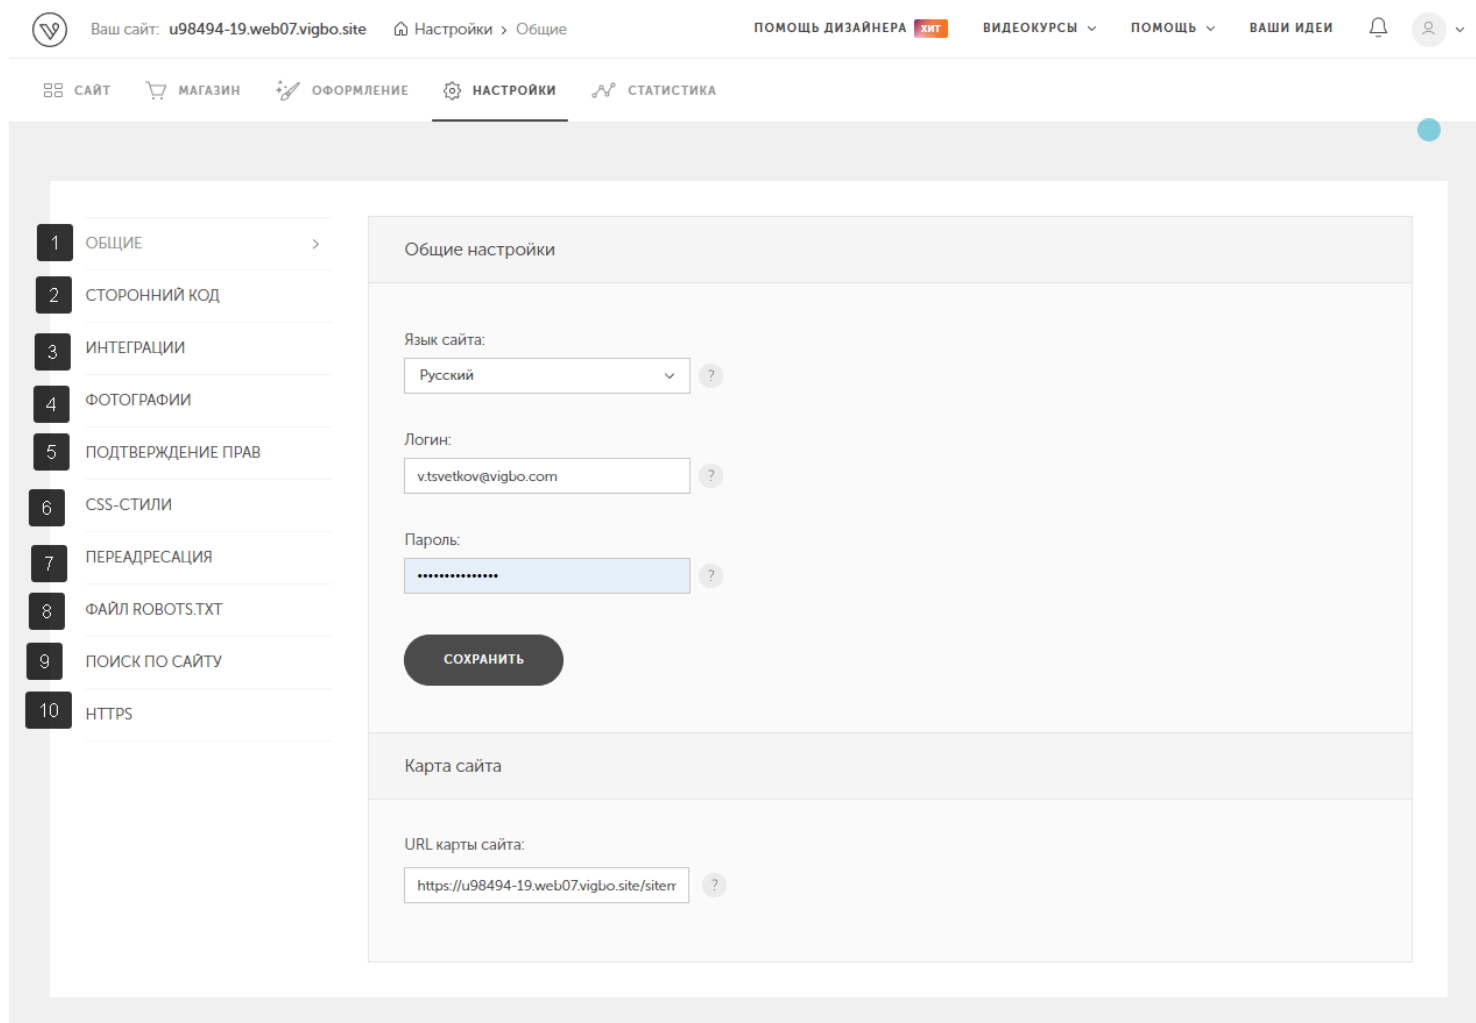 Ваш сайт: u98494-19.web07.vigbo.site Настройки > Общие ПОМОЩЬ ДИЗАЙНЕРА ХИТ ВИДЕОКУРСЫ ПОМОЩЬ ВАШИ ИДЕИ
САЙТ МАГАЗИН ОФОРМЛЕНИЕ НАСТРОЙКИ СТАТИСТИКА
1 ОБЩИЕ
2 СТОРОННИЙ КОД
3 ИНТЕГРАЦИИ
4 ФОТОГРАФИИ
5 ПОДТВЕРЖДЕНИЕ ПРАВ
6 CSS-СТИЛИ
7 ПЕРЕАДРЕСАЦИЯ
8 ФАЙЛ ROBOTS.TXT
9 ПОИСК ПО САЙТУ
10 HTTPS
Общие настройки
Язык сайта:
Русский ?
Логин:
v.tsvetkov@vigbo.com ?
Пароль:
••••••••••••••• ?
СОХРАНИТЬ
Карта сайта
URL карты сайта:
https://u98494-19.web07.vigbo.site/sitem ?